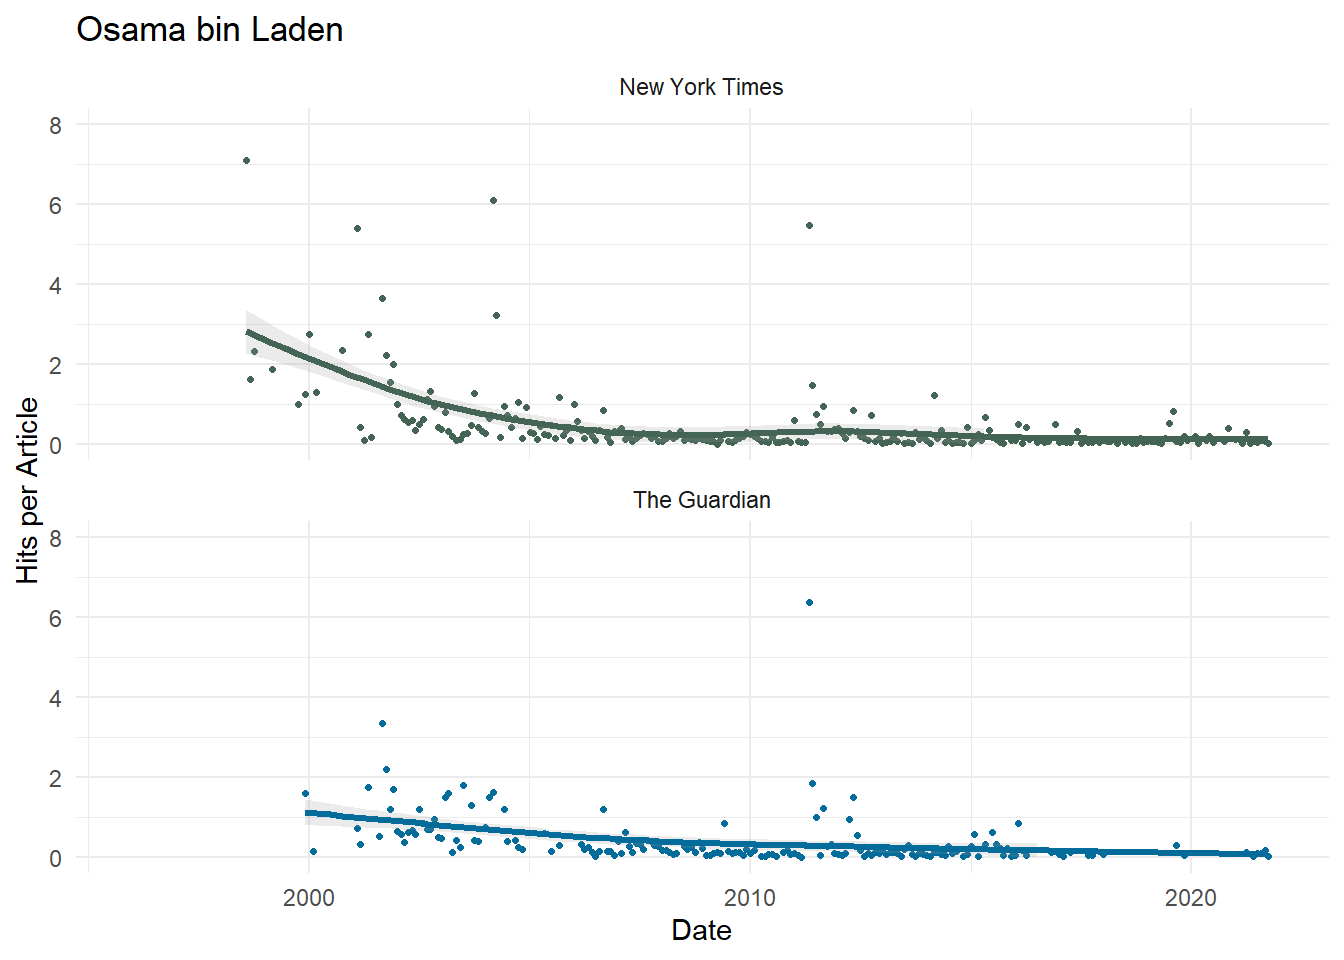 Osama bin Laden
New York Times
8
6
4
2
0
Hits per Article
The Guardian
8
6
4
2
0
2000
2010
2020
Date